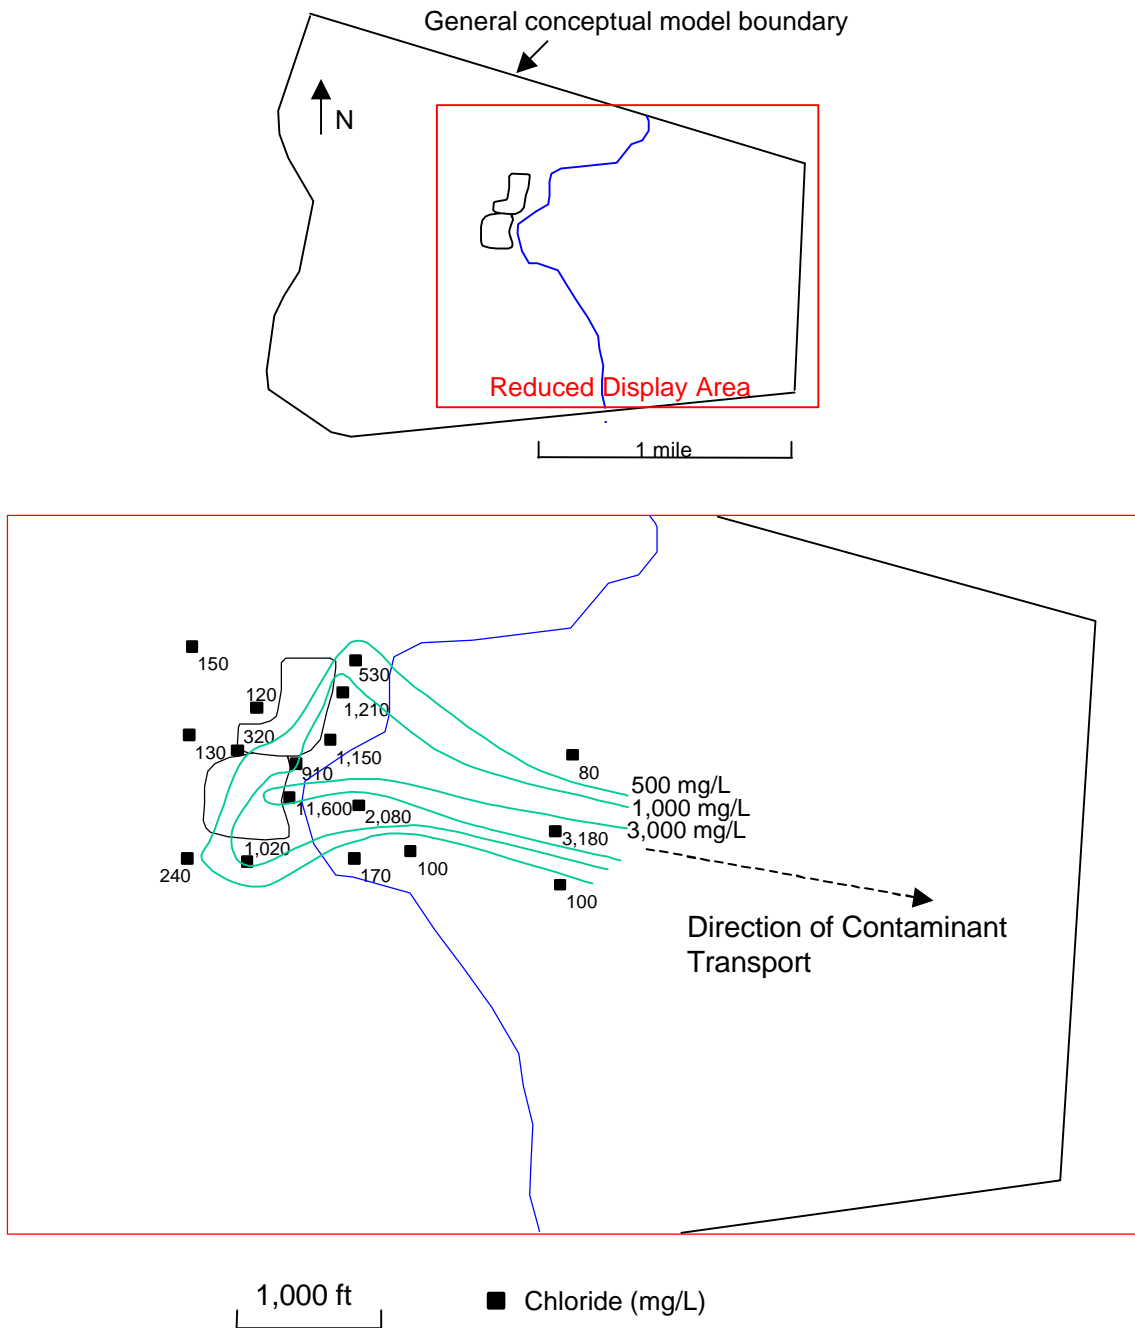 General conceptual model boundary
N
Reduced Display Area
1 mile
150
530
120
1,210
130
320
1,150
910
80
500 mg/L
1,000 mg/L
11,600
2,080
3,180
3,000 mg/L
1,020
240
170
100
100
Direction of Contaminant
Transport
1,000 ft
Chloride (mg/L)